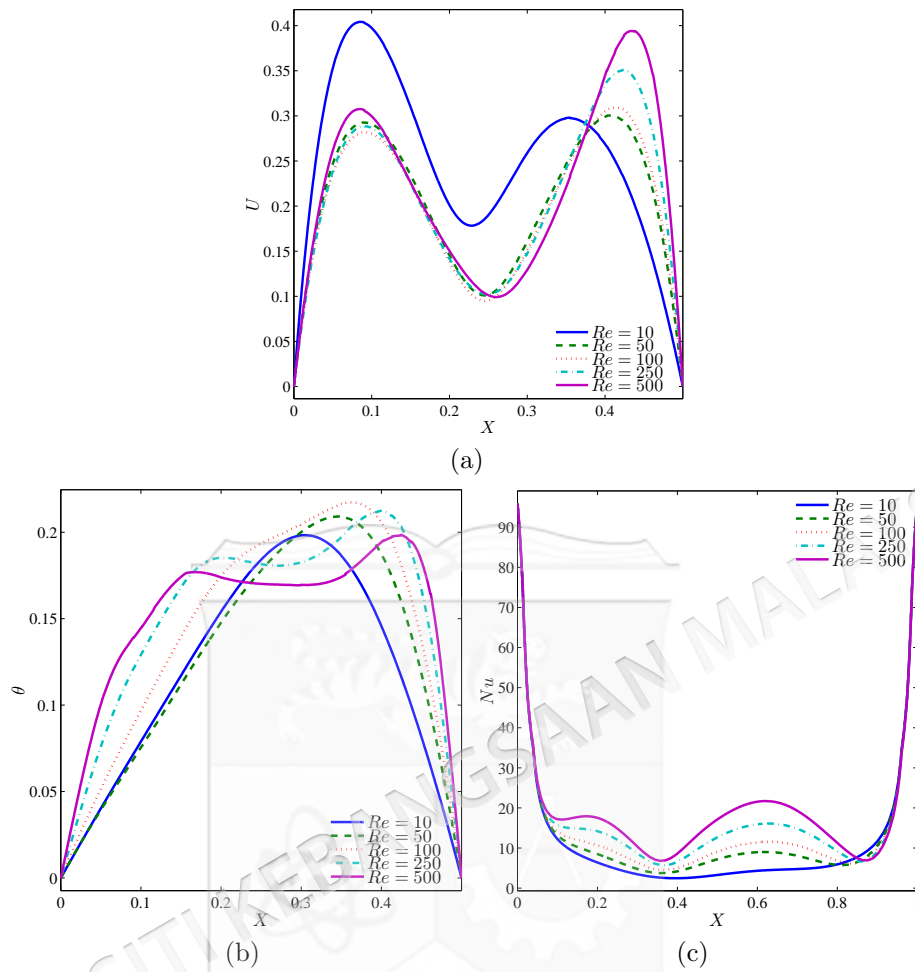 0.4
0.35
0.3
0.25
0.2
0.15
0.1
0.05
0
U
Re = 10
Re = 50
Re = 100
Re = 250
Re = 500
0 0.1 0.2 0.3 0.4
X
(a)
0.2
0.15
0.1
0.05
0
θ
Re = 10
Re = 50
Re = 100
Re = 250
Re = 500
0 0.1 0.2 0.3 0.4
X
(b)
90
80
70
60
50
40
30
20
10
0
Nu
Re = 10
Re = 50
Re = 100
Re = 250
Re = 500
0 0.2 0.4 0.6 0.8 1
X
(c)
SITI KEBANGSAAN MALA